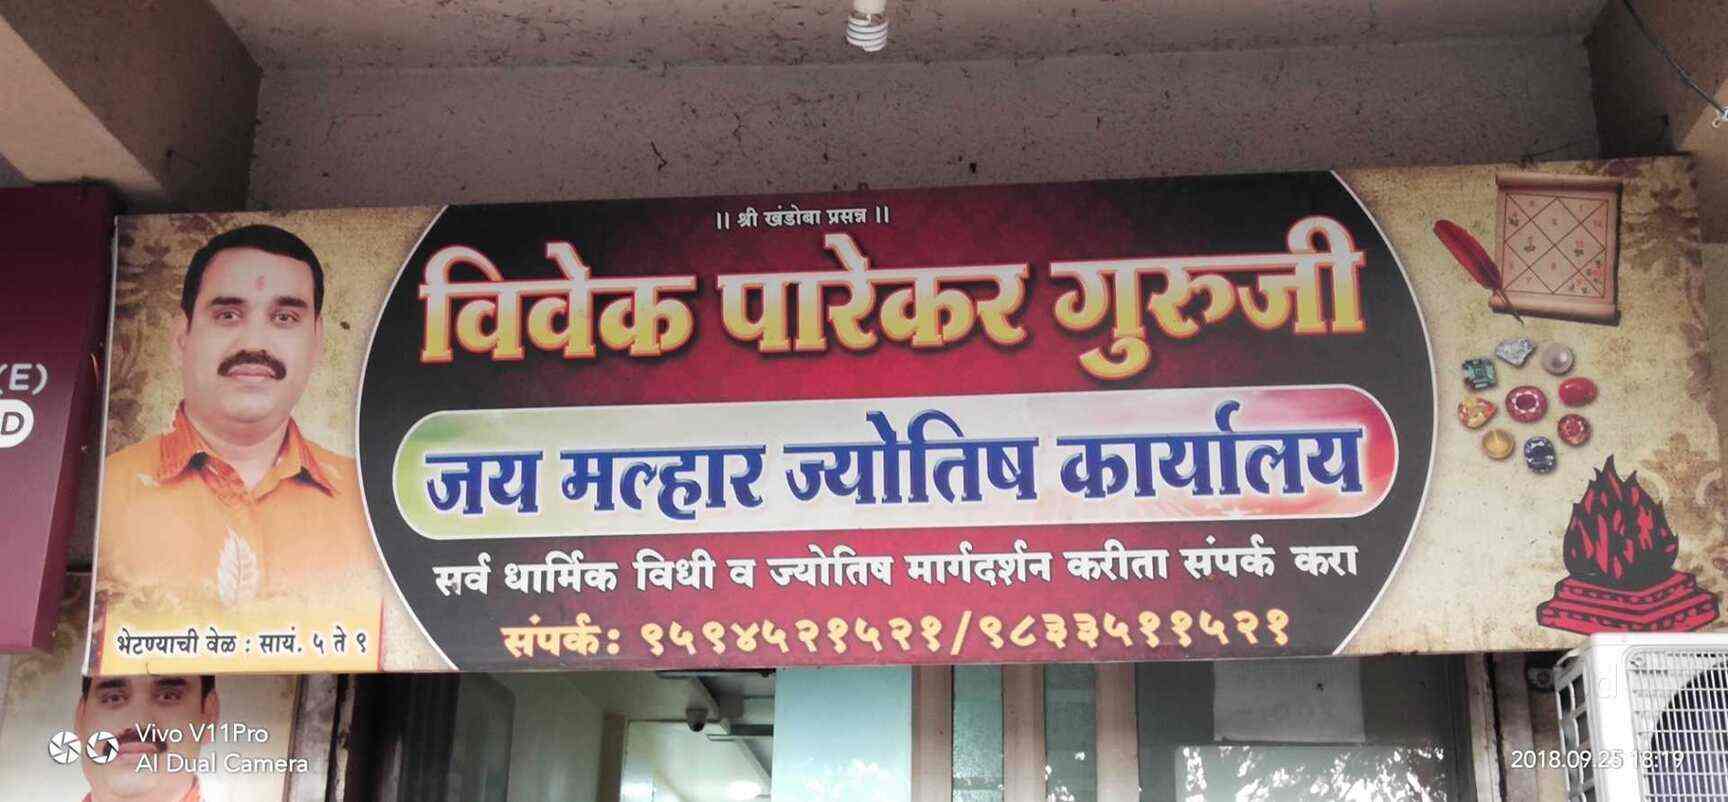 || श्री खंडोबा प्रसन्न ||
विवेक पारेकर गुरुजी
जय मल्हार ज्योतिष कार्यालय
सर्व धार्मिक विधी व ज्योतिष मार्गदर्शन करीता संपर्क करा
संपर्क: ९५९४५२१५२१/९८३३५११५२१
भेटण्याची वेळ : सायं. ५ ते ९
(E)
D
Vivo V11Pro
AI Dual Camera
2018.09.25 18:19